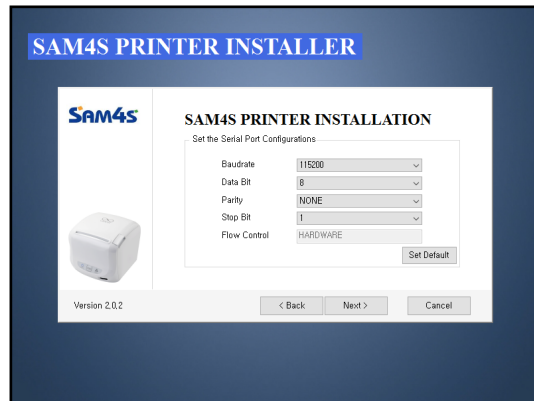 SAM4S PRINTER INSTALLER
SAM4S
SAM4S PRINTER INSTALLATION
Set the Serial Port Configurations
Baudrate 115200
Data Bit 8
Parity NONE
Stop Bit 1
Flow Control HARDWARE
Set Default
Version 2,0,2
< Back Next > Cancel